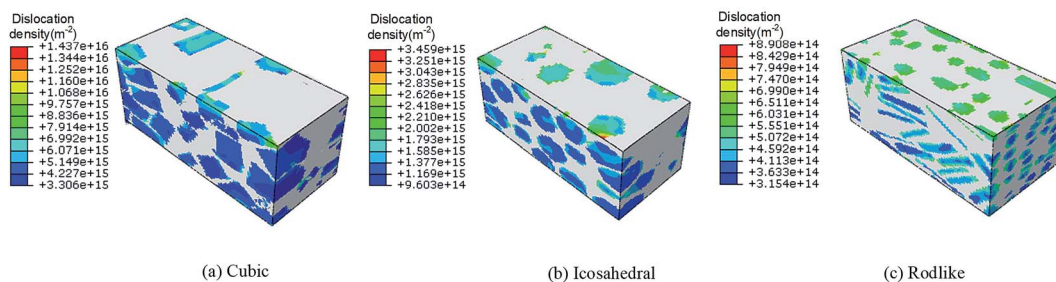 Dislocation
density(m⁻²)
+1.437e+16
+1.344e+16
+1.252e+16
+1.160e+16
+1.068e+16
+9.757e+15
+8.836e+15
+7.914e+15
+6.992e+15
+6.071e+15
+5.149e+15
+4.227e+15
+3.306e+15
(a) Cubic
Dislocation
density(m⁻²)
+3.459e+15
+3.251e+15
+3.043e+15
+2.835e+15
+2.626e+15
+2.418e+15
+2.210e+15
+2.002e+15
+1.793e+15
+1.585e+15
+1.377e+15
+1.169e+15
+9.603e+14
(b) Icosahedral
Dislocation
density(m⁻²)
+8.908e+14
+8.429e+14
+7.949e+14
+7.470e+14
+6.990e+14
+6.511e+14
+6.031e+14
+5.551e+14
+5.072e+14
+4.592e+14
+4.113e+14
+3.633e+14
+3.154e+14
(c) Rodlike